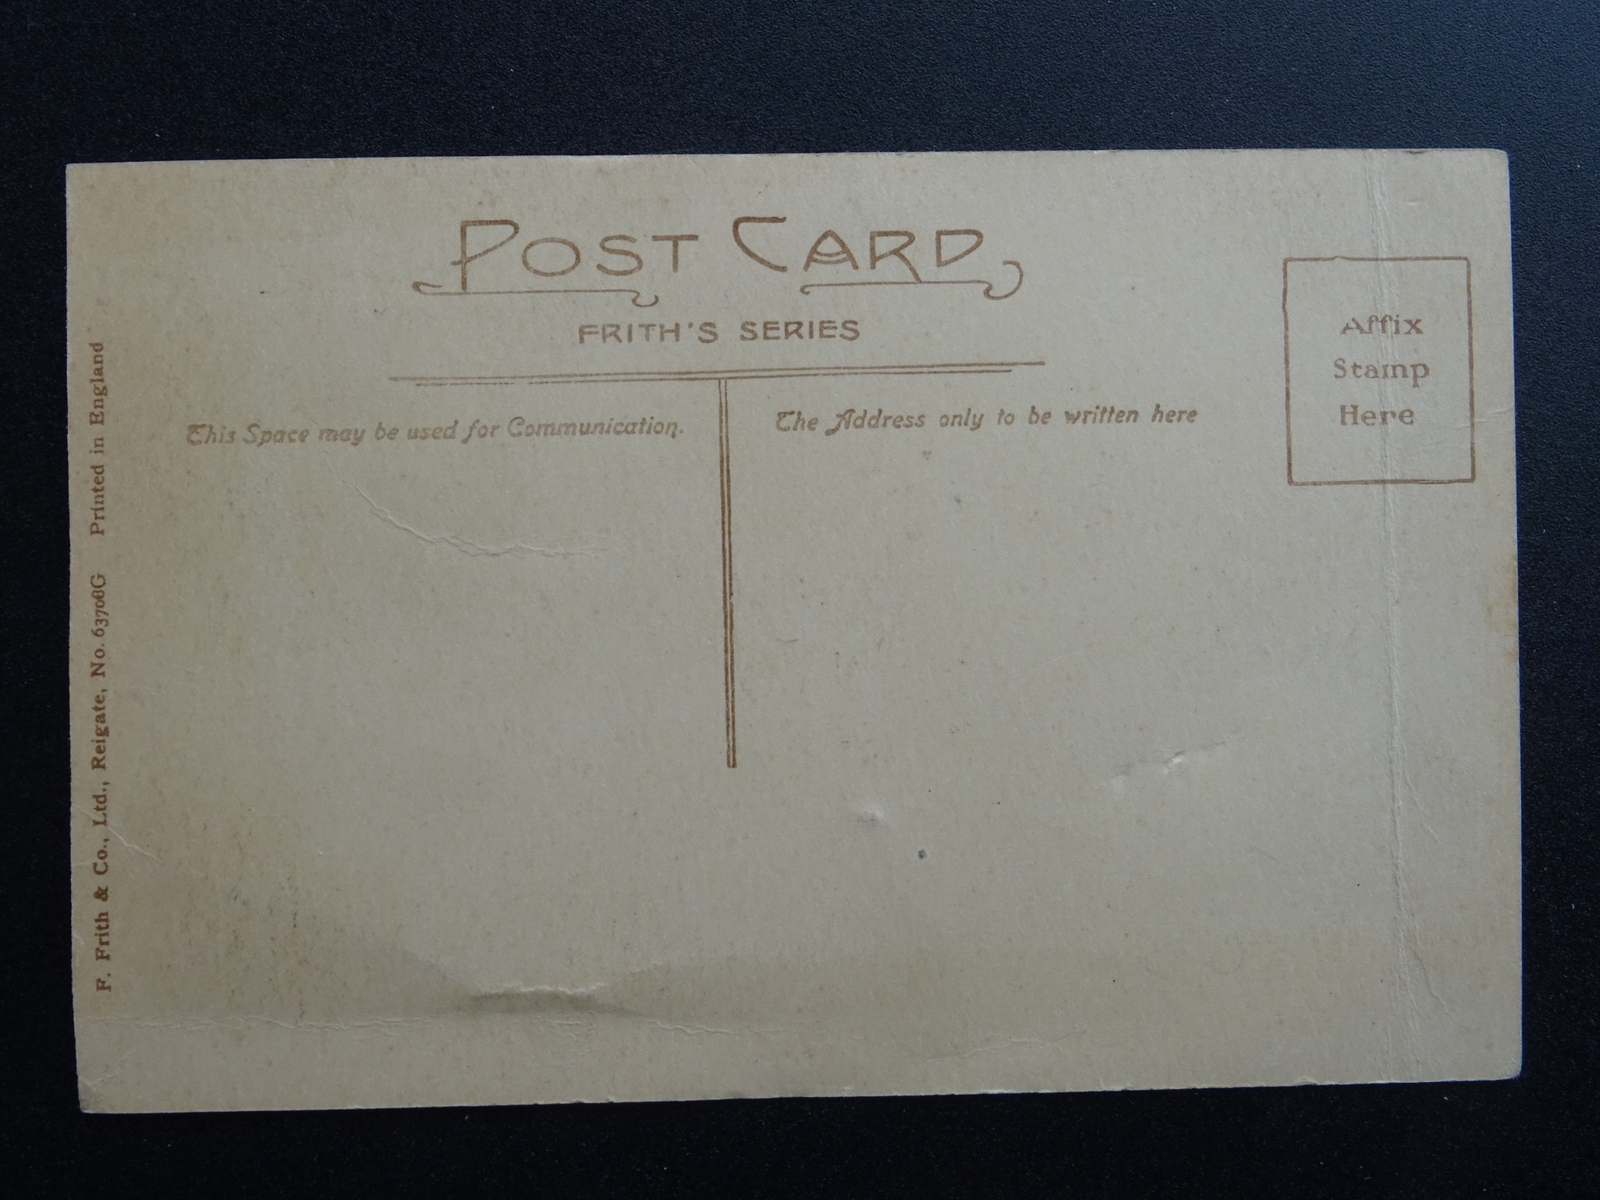 POST CARD
FRITH'S SERIES
This Space may be used for Communication.
The Address only to be written here
Affix
Stamp
Here
F. Frith & Co., Ltd., Reigate, No. 63706G Printed in England